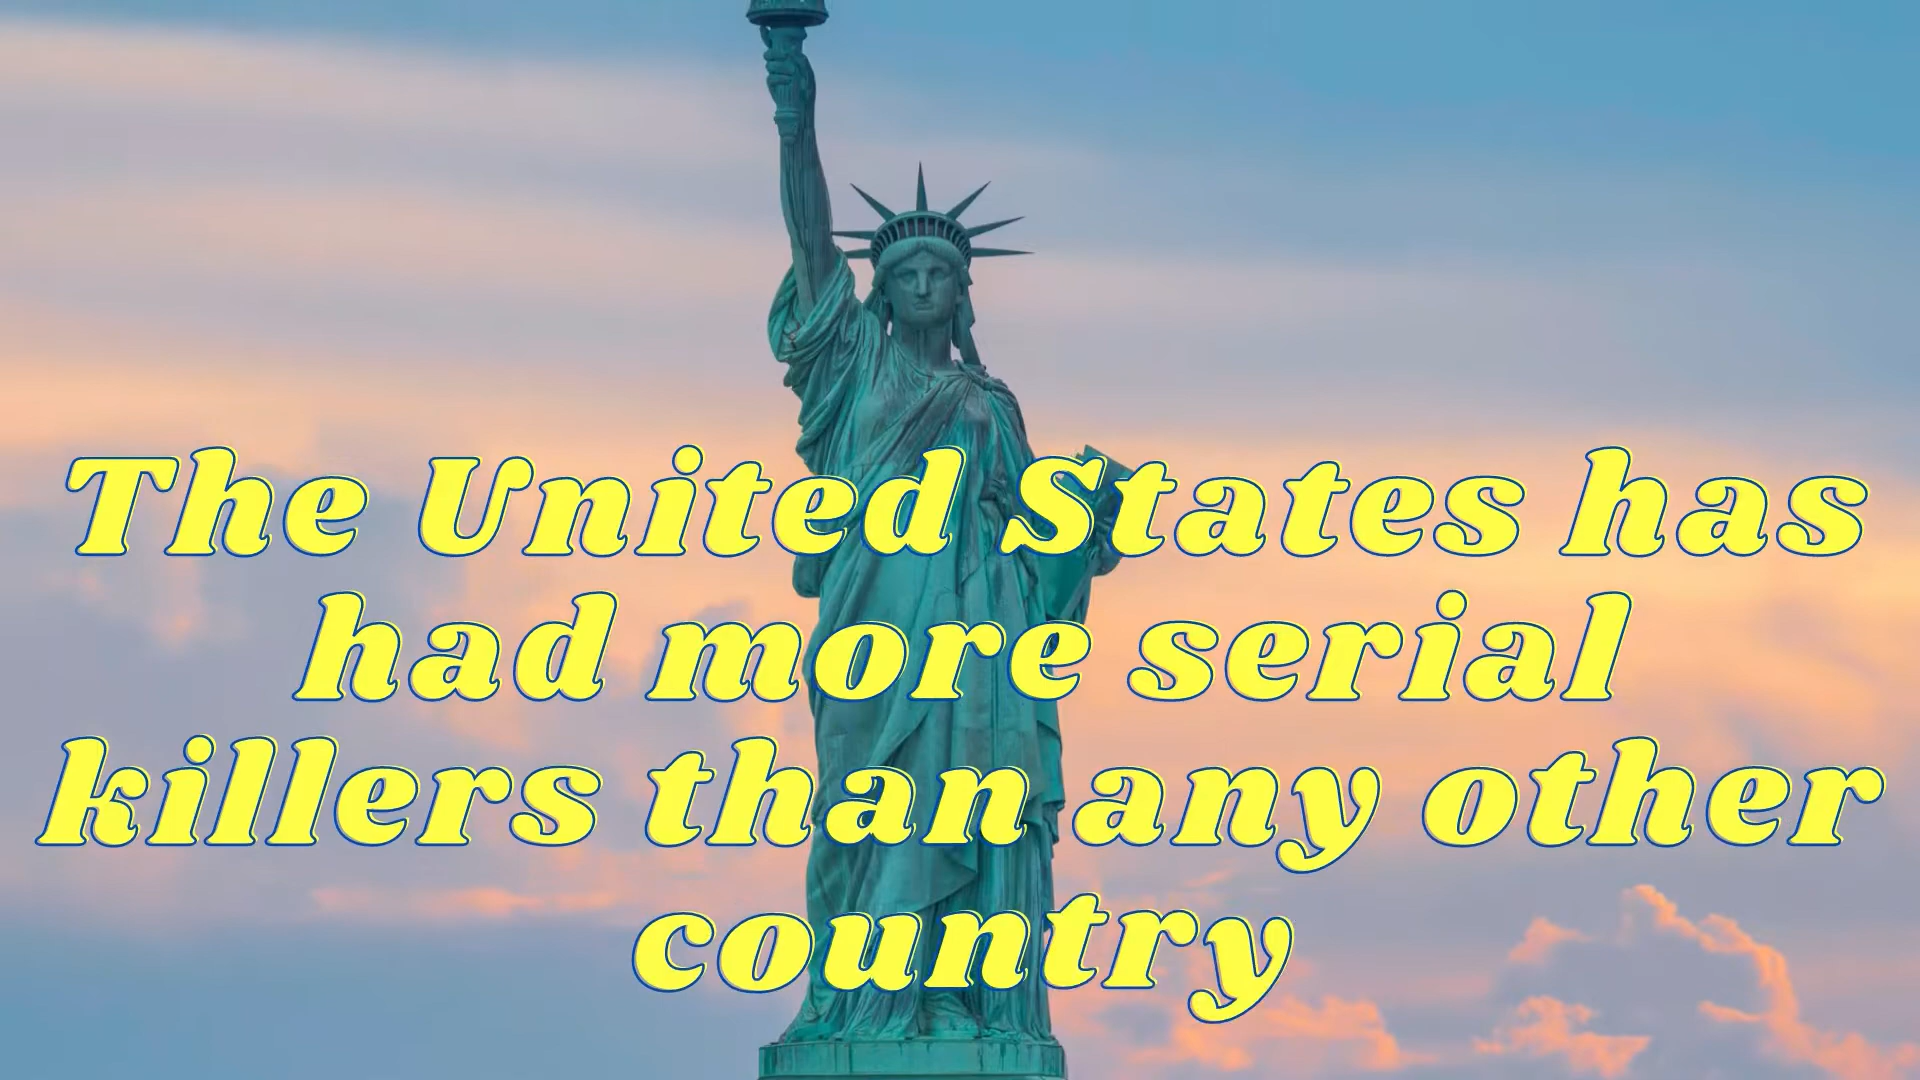 The United States has
had more serial
killers than any other
country